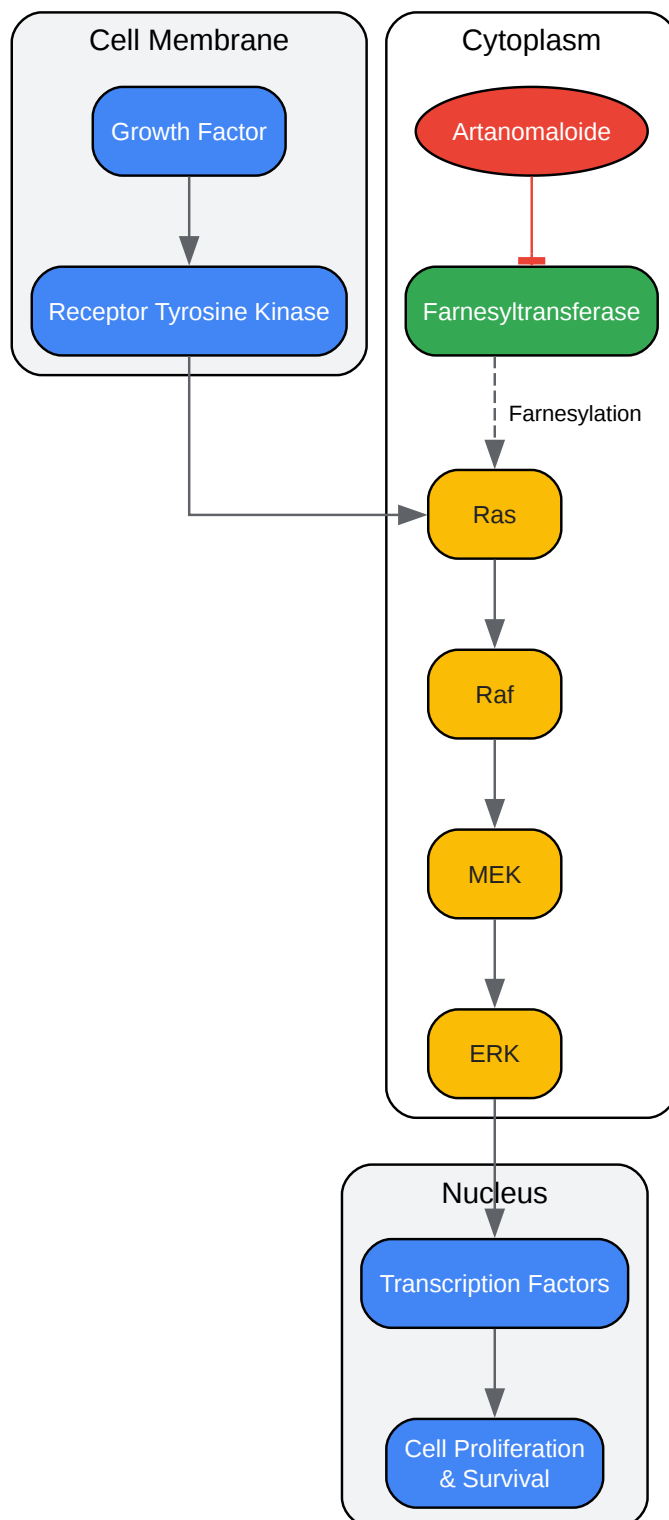 Cell Membrane
Growth Factor
Receptor Tyrosine Kinase
Cytoplasm
Artanomaloide
Farnesyltransferase
Farnesylation
Ras
Raf
MEK
ERK
Nucleus
Transcription Factors
Cell Proliferation
& Survival